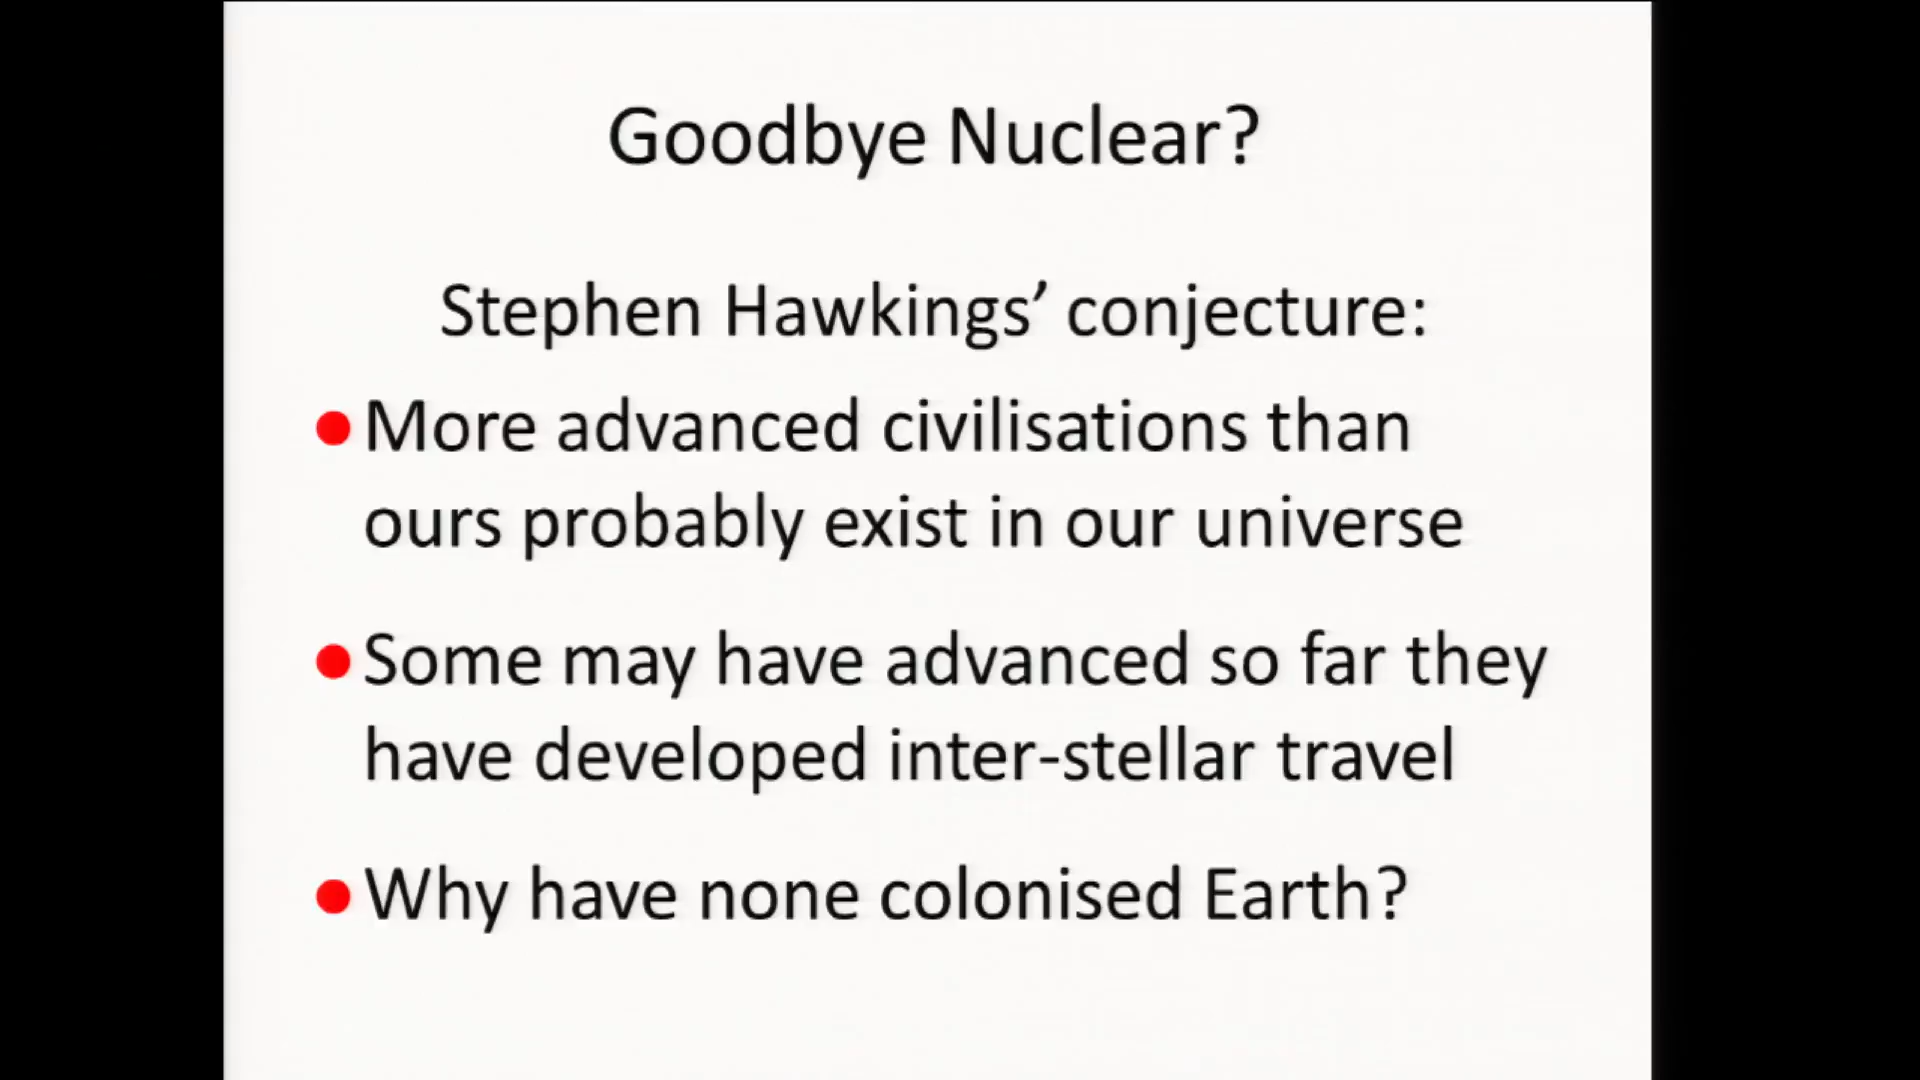 Goodbye Nuclear?
Stephen Hawkings’ conjecture:
More advanced civilisations than
ours probably exist in our universe
Some may have advanced so far they
have developed inter-stellar travel
Why have none colonised Earth?